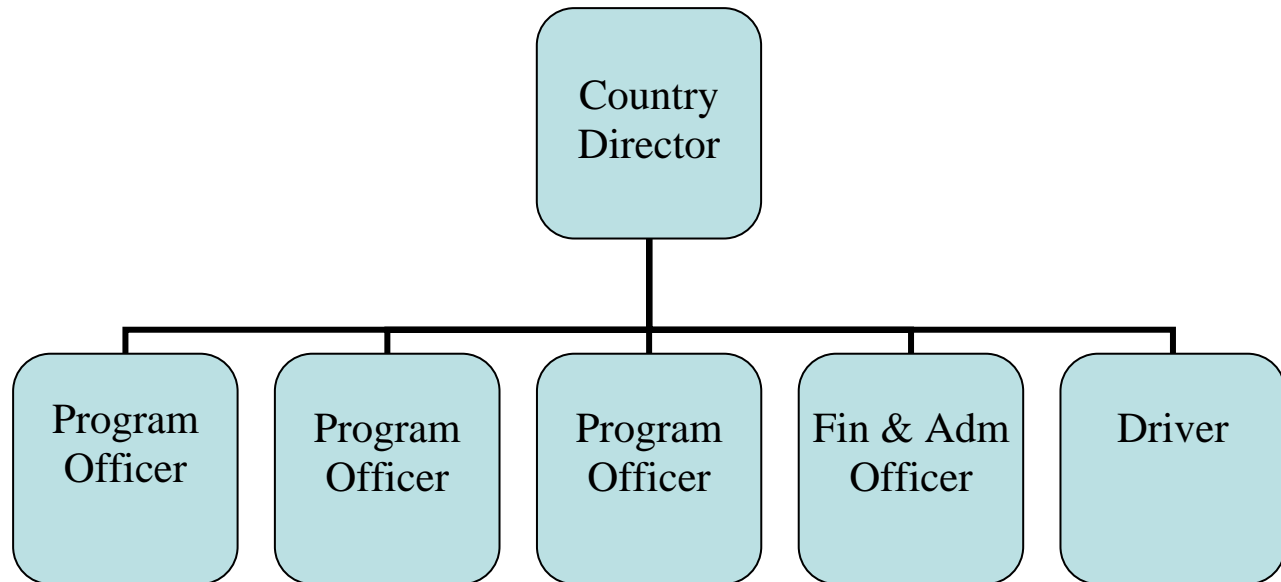 Country
Director
Program
Officer
Program
Officer
Program
Officer
Fin & Adm
Officer
Driver